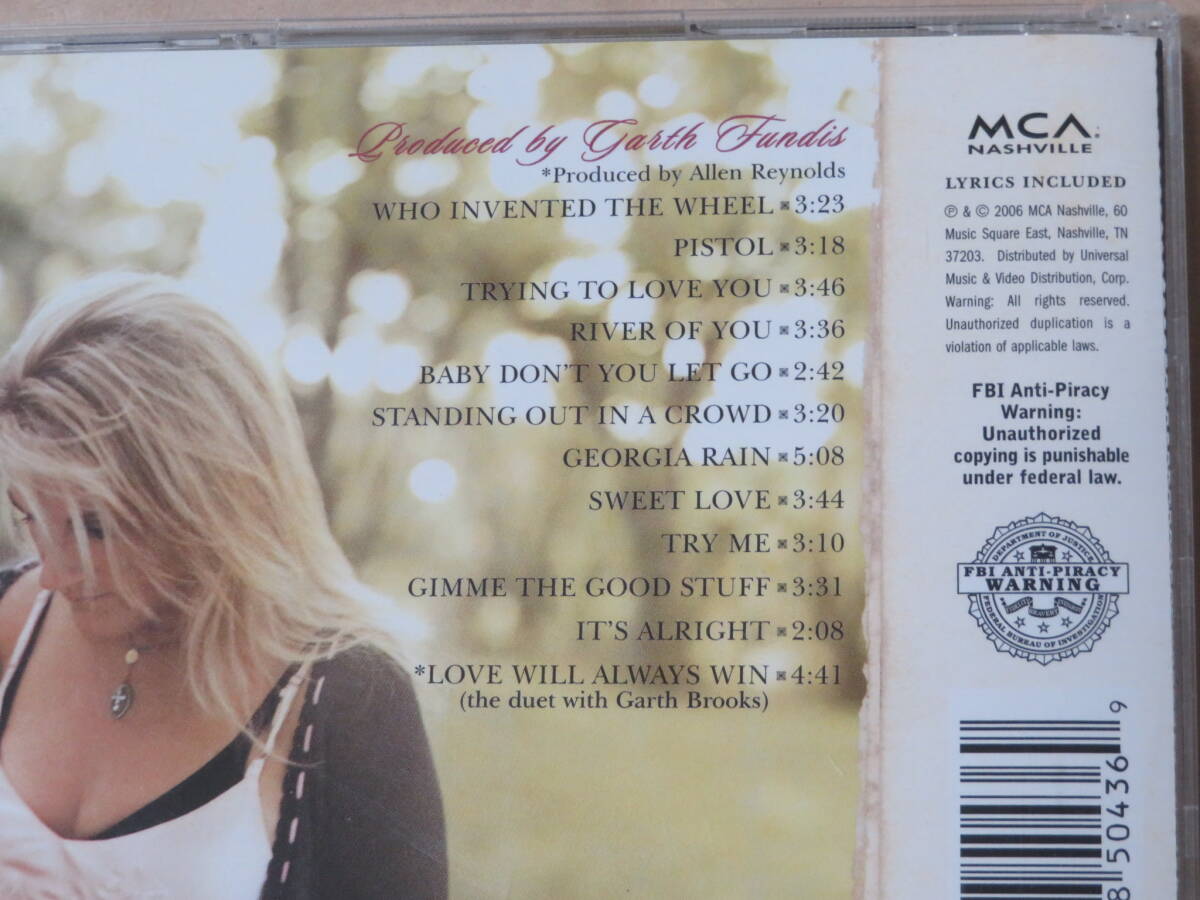 Produced by Garth Fundis
*Produced by Allen Reynolds
WHO INVENTED THE WHEEL 3:23
PISTOL 3:18
TRYING TO LOVE YOU 3:46
RIVER OF YOU 3:36
BABY DON'T YOU LET GO 2:42
STANDING OUT IN A CROWD 3:20
GEORGIA RAIN 5:08
SWEET LOVE 3:44
TRY ME 3:10
GIMME THE GOOD STUFF 3:31
IT'S ALRIGHT 2:08
*LOVE WILL ALWAYS WIN 4:41
(the duet with Garth Brooks)
MCA
NASHVILLE
LYRICS INCLUDED
℗ & © 2006 MCA Nashville, 60
Music Square East, Nashville, TN
37203. Distributed by Universal
Music & Video Distribution, Corp.
Warning: All rights reserved.
Unauthorized duplication is a
violation of applicable laws.
FBI Anti-Piracy
Warning:
Unauthorized
copying is punishable
under federal law.
DEPARTMENT OF JUSTICE
FBI ANTI-PIRACY
WARNING
FEDERAL BUREAU OF INVESTIGATION
8 50436 9